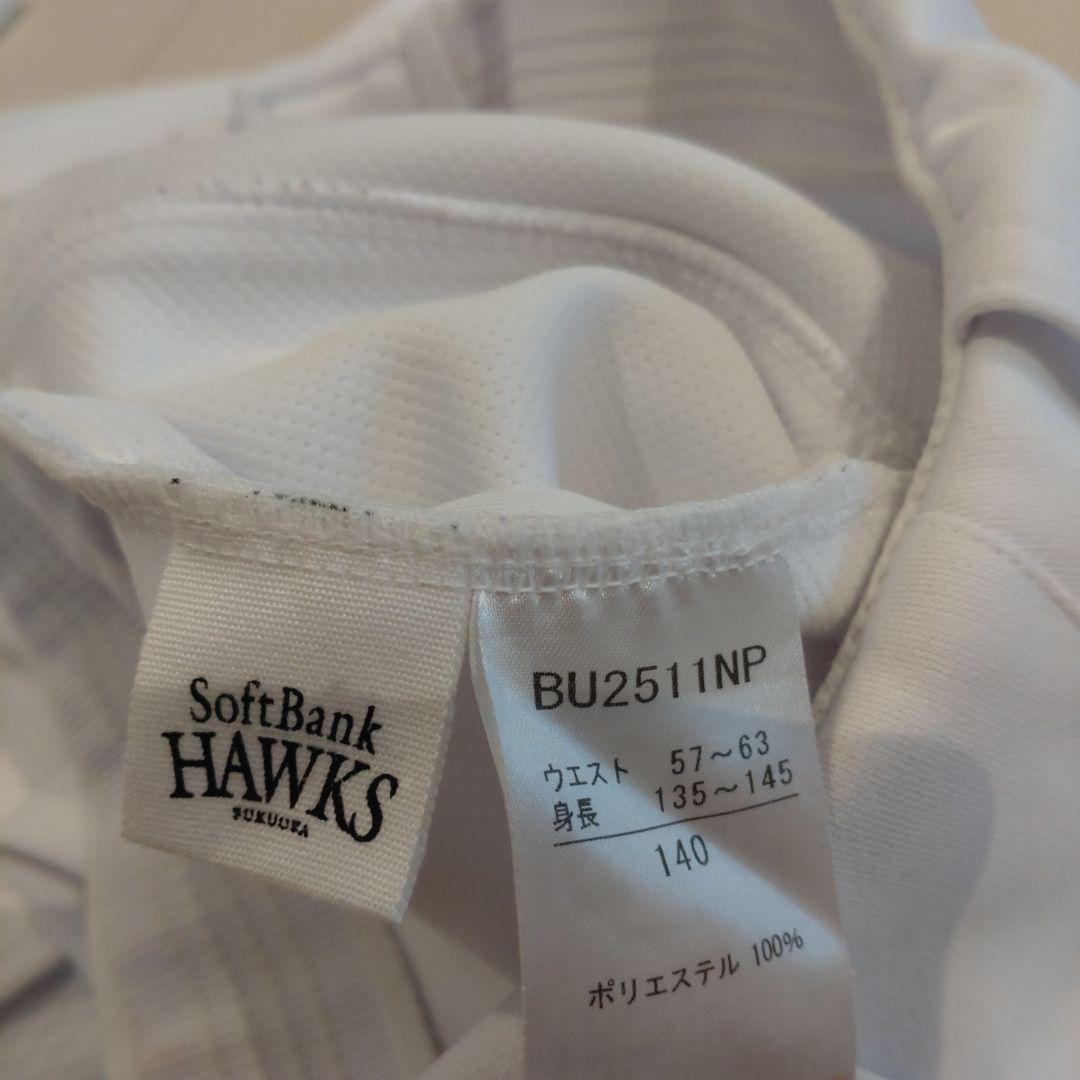 SoftBank
HAWKS
FUKUOKA
BU2511NP
ウエスト 57～63
身長 135～145
140
ポリエステル 100%